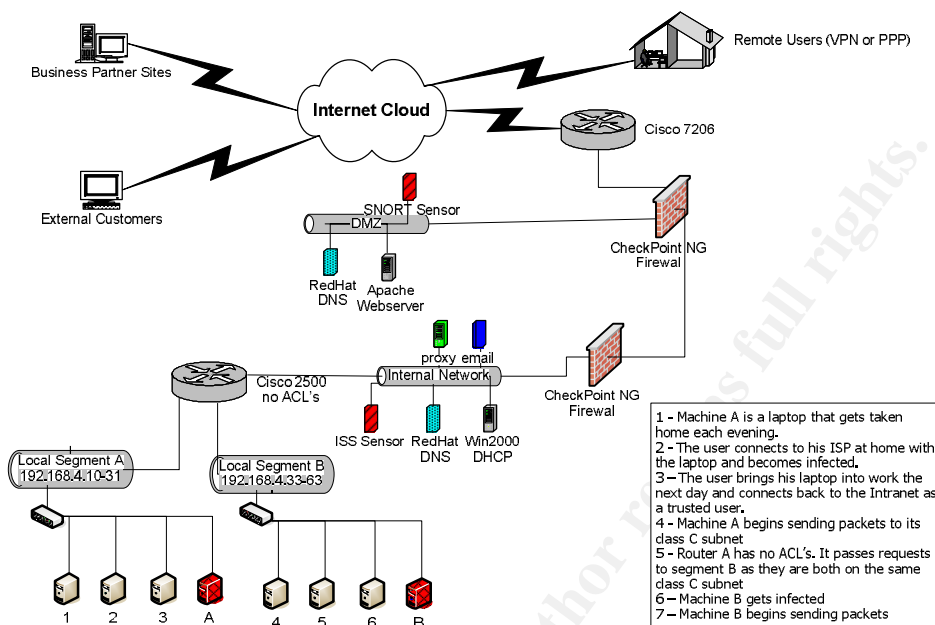 Business Partner Sites
Internet Cloud
Remote Users (VPN or PPP)
Cisco 7206
External Customers
SNORT Sensor
DMZ
CheckPoint NG
Firewal
RedHat
DNS
Apache
Webserver
proxy email
Internal Network
Cisco 2500
no ACL's
CheckPoint NG
Firewal
ISS Sensor
RedHat
DNS
Win2000
DHCP
Local Segment A
192.168.4.10-31
Local Segment B
192.168.4.33-63
1 2 3 A
4 5 6 B
1 - Machine A is a laptop that gets taken
home each evening.
2 - The user connects to his ISP at home with
the laptop and becomes infected.
3 – The user brings his laptop into work the
next day and connects back to the Intranet as
a trusted user.
4 - Machine A begins sending packets to its
class C subnet
5 - Router A has no ACL's. It passes requests
to segment B as they are both on the same
class C subnet
6 – Machine B gets infected
7 – Machine B begins sending packets
full rights.